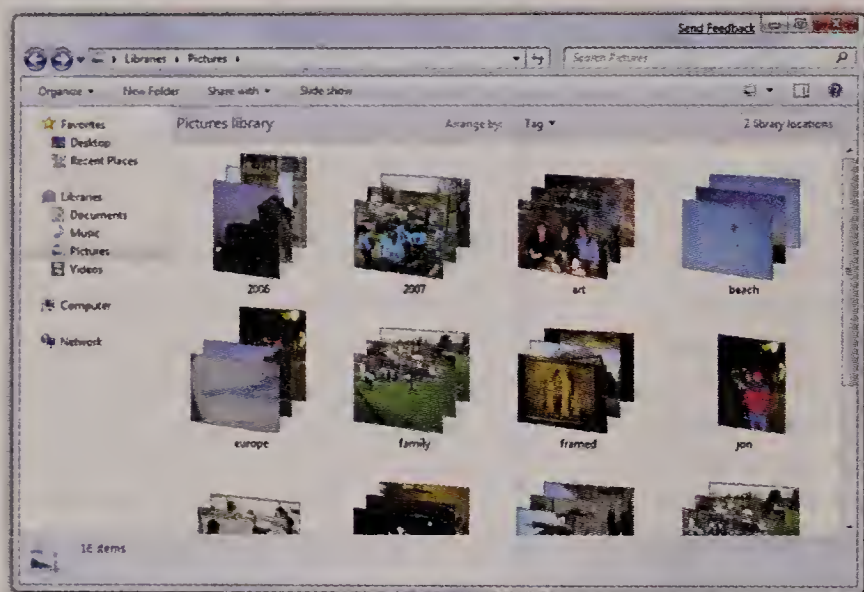 Send Feedback
Libraries Pictures
Search Pictures
Organize New Folder Share with Slide show
Favorites
Desktop
Recent Places
Libraries
Documents
Music
Pictures
Videos
Computer
Network
Pictures library
Arrange by: Tag
2 library locations
2006 2007 art beach
europe family framed jon
16 items